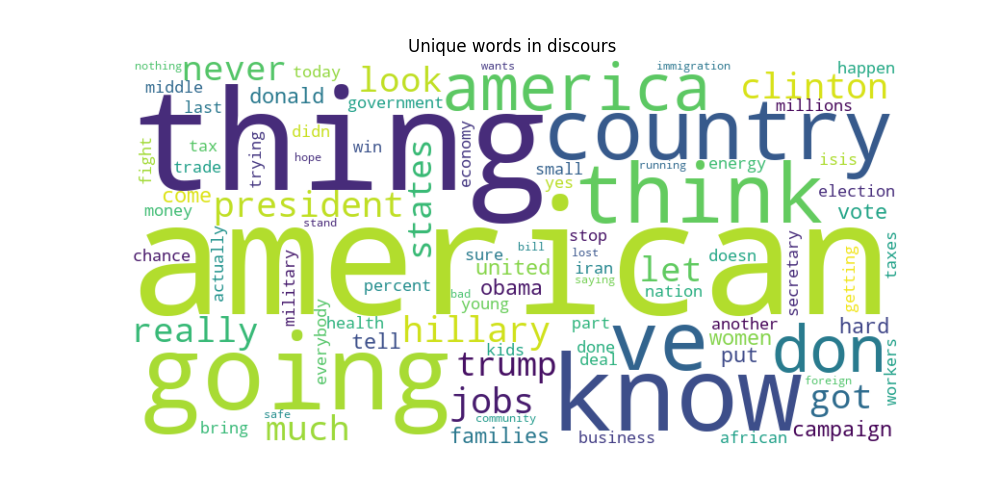 Unique words in discours
nothing
never
today
look
wants
america
immigration
clinton
happen
middle
last
donald
government
millions
thing
country
fight
tax
trade
trying
didn
hope
win
economy
states
small
yes
running
energy
isis
think
election
come
money
president
stand
vote
american
chance
actually
military
percent
sure
bill
stop
lost
united
iran
saying
obama
bad
young
let
nation
doesn
secretary
getting
taxes
really
everybody
health
tell
hillary
kids
part
done
deal
ve
another
women
put
don
hard
workers
going
trump
jobs
know
foreign
got
safe
bring
much
community
families
business
african
campaign